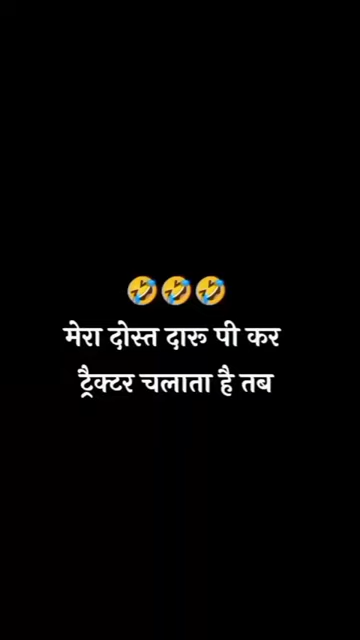 🤣🤣🤣
मेरा दोस्त दारू पी कर
ट्रैक्टर चलाता है तब